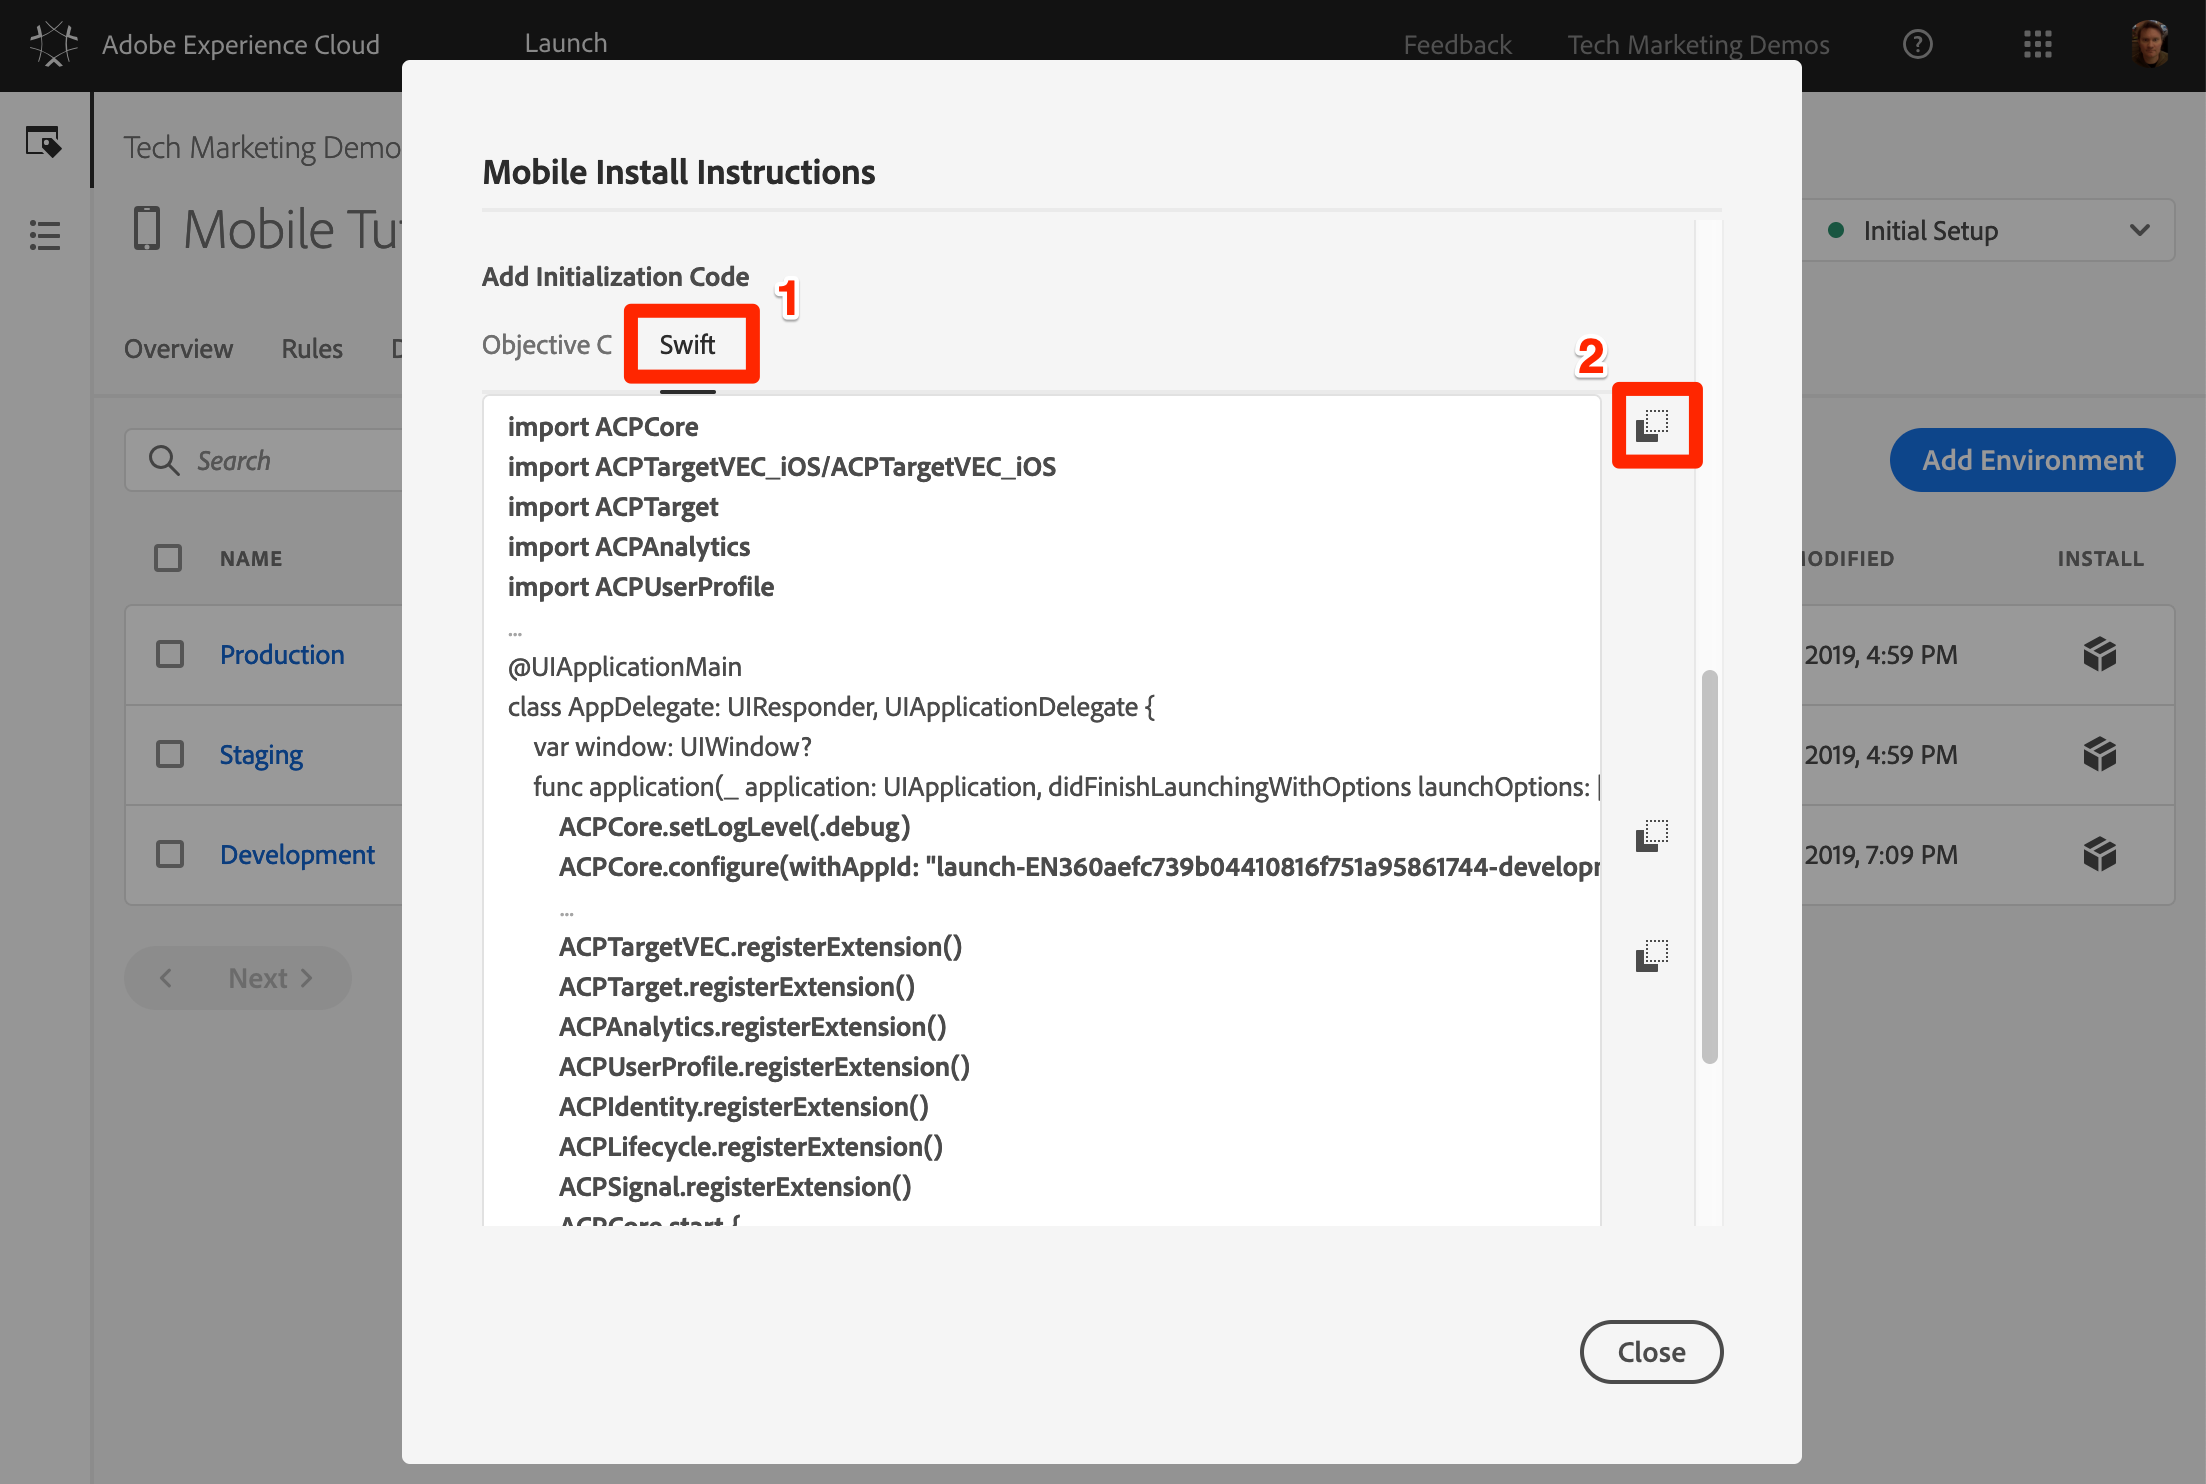 Adobe Experience Cloud
Launch
Feedback
Tech Marketing Demos
Tech Marketing Demo
Mobile Tu
Initial Setup
Overview
Rules
Search
Add Environment
NAME
MODIFIED
INSTALL
Production
2019, 4:59 PM
Staging
2019, 4:59 PM
Development
2019, 7:09 PM
Next
Mobile Install Instructions
Add Initialization Code
1
Objective C
Swift
2
import ACPCore
import ACPTargetVEC_iOS/ACPTargetVEC_iOS
import ACPTarget
import ACPAnalytics
import ACPUserProfile
...
@UIApplicationMain
class AppDelegate: UIResponder, UIApplicationDelegate {
var window: UIWindow?
func application(_ application: UIApplication, didFinishLaunchingWithOptions launchOptions: [
ACPCore.setLogLevel(.debug)
ACPCore.configure(withAppId: "launch-EN360aefc739b04410816f751a95861744-develop
...
ACPTargetVEC.registerExtension()
ACPTarget.registerExtension()
ACPAnalytics.registerExtension()
ACPUserProfile.registerExtension()
ACPIdentity.registerExtension()
ACPLifecycle.registerExtension()
ACPSignal.registerExtension()
ACPCore.start {
Close